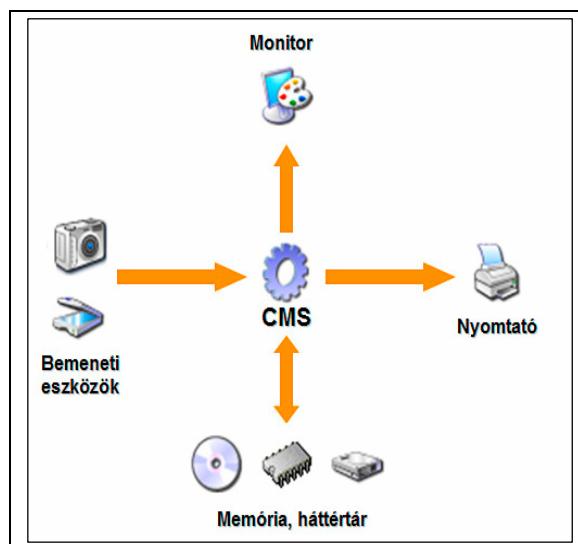 Monitor
CMS
Bemeneti
eszközök
Nyomtató
Memória, háttértár